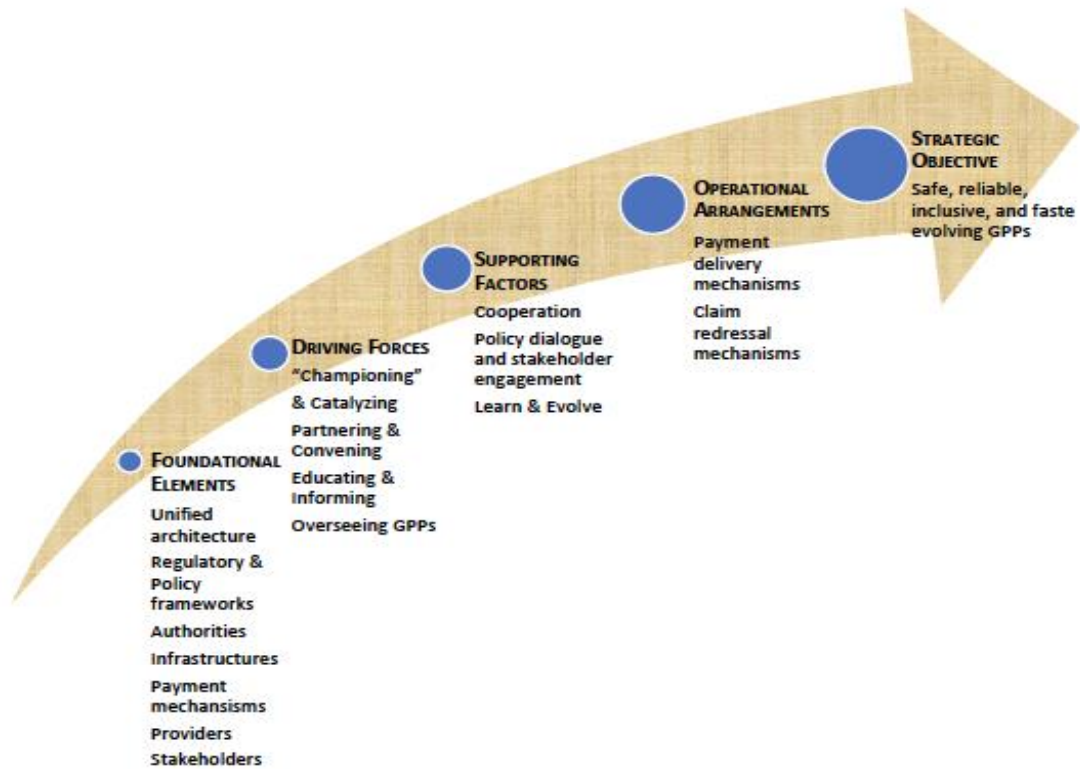 FOUNDATIONAL
ELEMENTS
Unified
architecture
Regulatory &
Policy
frameworks
Authorities
Infrastructures
Payment
mechansisms
Providers
Stakeholders
DRIVING FORCES
“Championing”
& Catalyzing
Partnering &
Convening
Educating &
Informing
Overseeing GPPs
SUPPORTING
FACTORS
Cooperation
Policy dialogue
and stakeholder
engagement
Learn & Evolve
OPERATIONAL
ARRANGEMENTS
Payment
delivery
mechanisms
Claim
redressal
mechanisms
STRATEGIC
OBJECTIVE
Safe, reliable,
inclusive, and faste
evolving GPPs